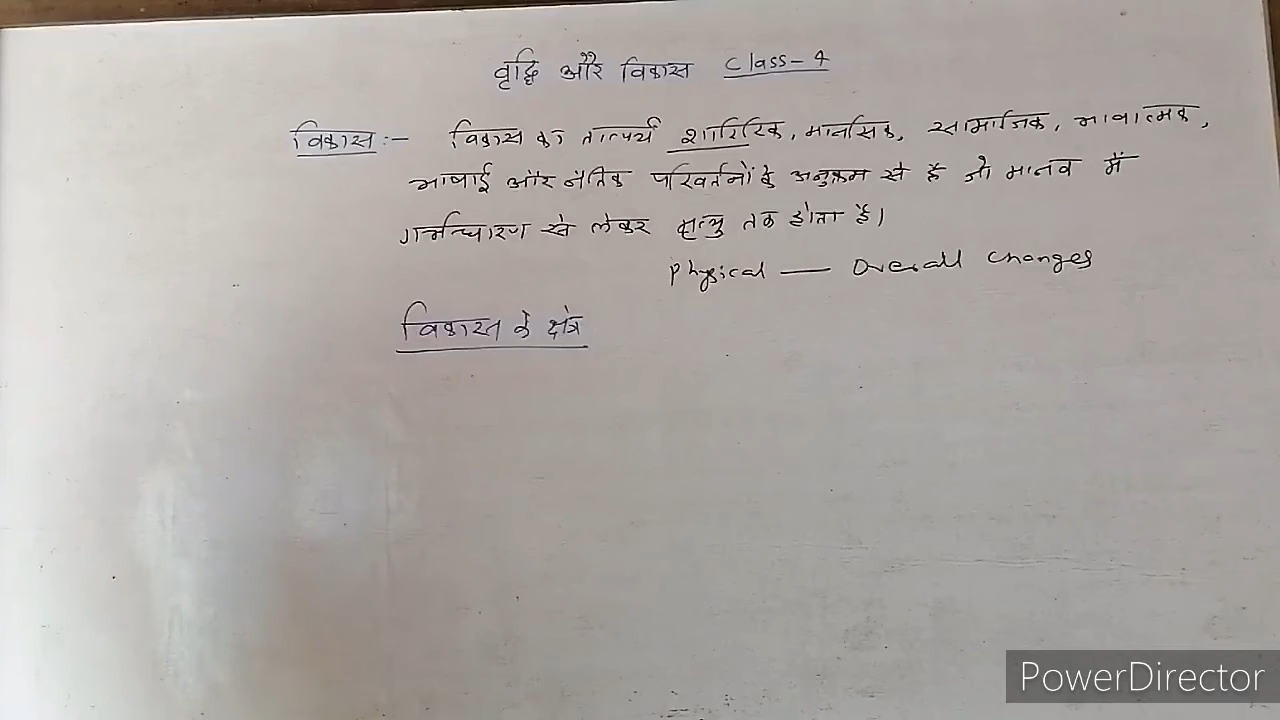 वृद्धि और विकास Class-4
विकास :- विकास का तात्पर्य शारिरिक, मानसिक, सामाजिक, भावात्मक,
भाषाई और नैतिक परिवर्तनों के अनुक्रम से है जो मानव में
गर्भाधारण से लेकर मृत्यु तक होता है।
Physical — Overall changes
विकास के क्षेत्र
PowerDirector